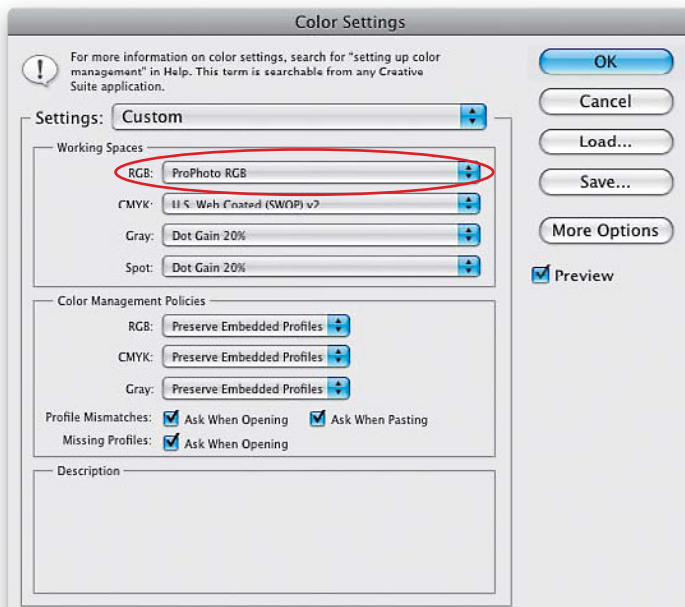 Color Settings
For more information on color settings, search for “setting up color
management” in Help. This term is searchable from any Creative
Suite application.
Settings: Custom
Working Spaces
RGB: ProPhoto RGB
CMYK: U.S. Web Coated (SWOP) v2
Gray: Dot Gain 20%
Spot: Dot Gain 20%
Color Management Policies
RGB: Preserve Embedded Profiles
CMYK: Preserve Embedded Profiles
Gray: Preserve Embedded Profiles
Profile Mismatches: Ask When Opening Ask When Pasting
Missing Profiles: Ask When Opening
Description
OK
Cancel
Load...
Save...
More Options
Preview